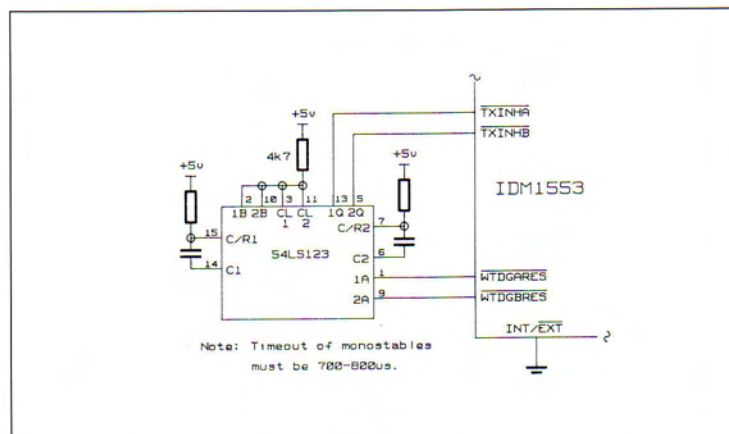 TXINHA
TXINHB
+5v
4k7
+5v
+5v
IDM1553
2 10 3 11 13 5
1B 2B CL 1 CL 2 1Q 2Q
15 C/R1
C/R2 7
54LS123
14 C1
C2 6
1A 1
2A 9
WTDGARES
WTDGBRES
INT/EXT
Note: Timeout of monostables
must be 700-800us.